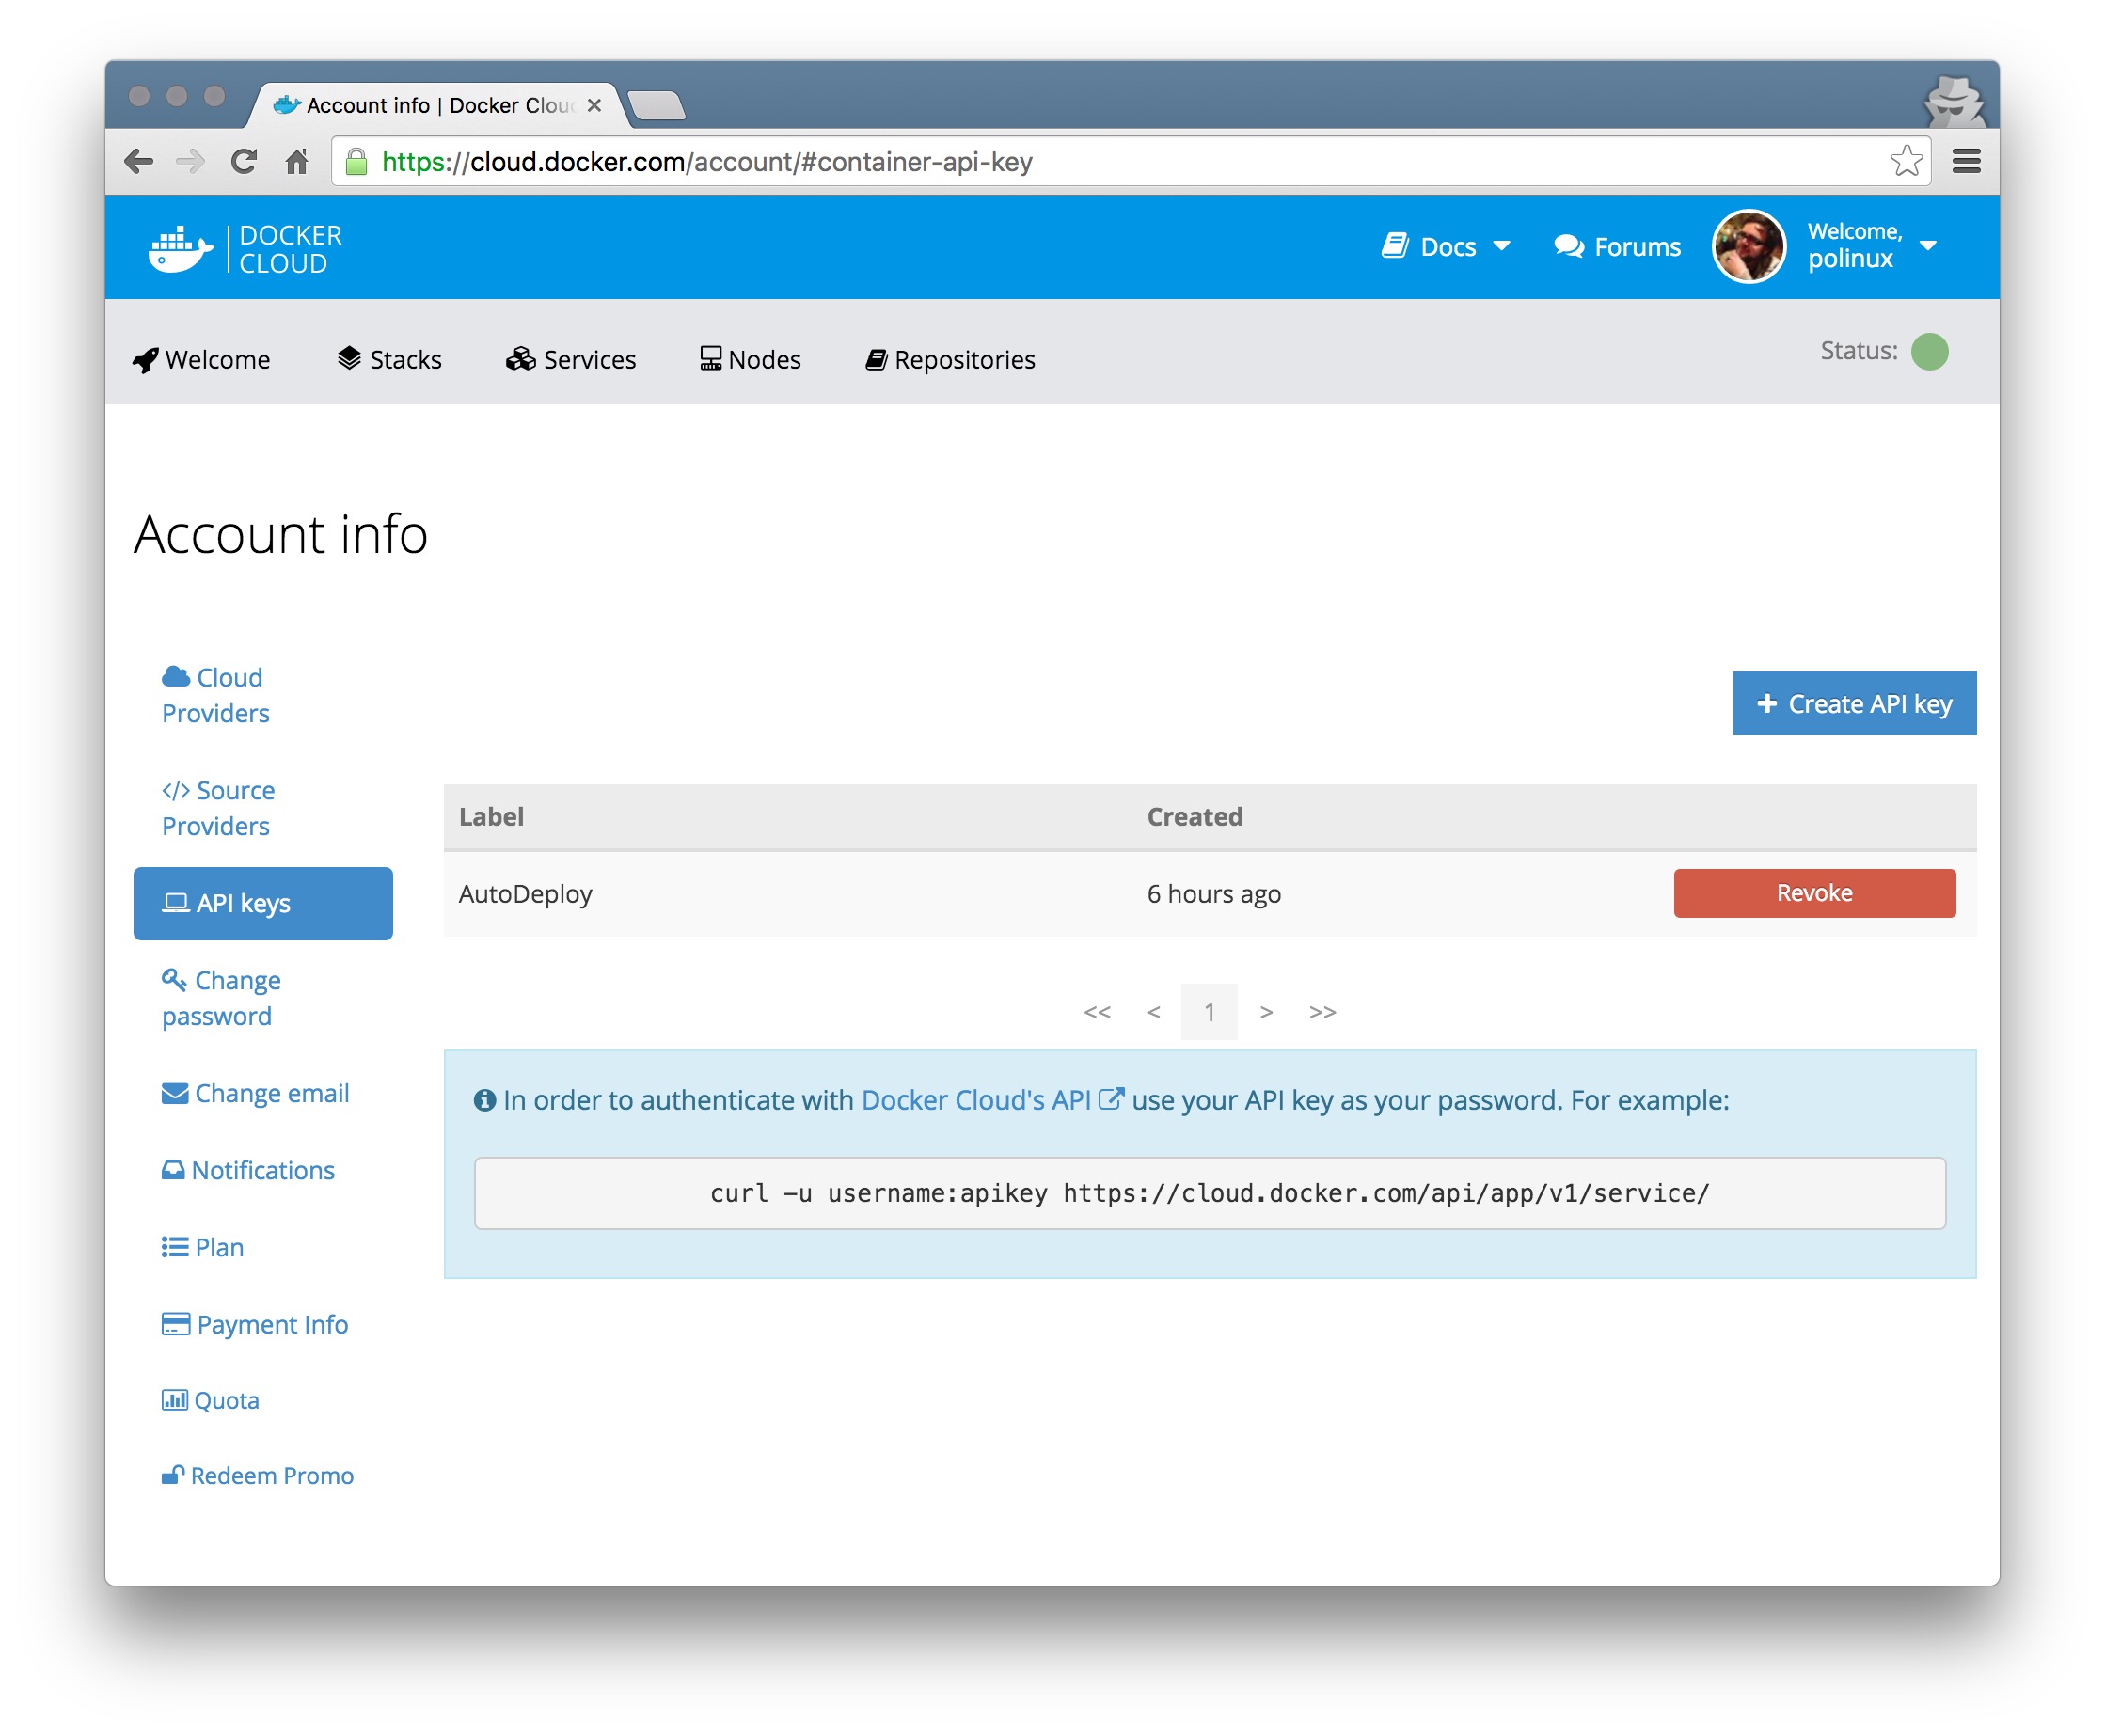 Account info | Docker Clou
https://cloud.docker.com/account/#container-api-key
DOCKER
CLOUD
Docs
Forums
Welcome,
polinux
Welcome
Stacks
Services
Nodes
Repositories
Status:
Account info
Cloud
Providers
Source
Providers
API keys
Change
password
Change email
Notifications
Plan
Payment Info
Quota
Redeem Promo
+ Create API key
Label Created
AutoDeploy 6 hours ago Revoke
<< < 1 > >>
In order to authenticate with Docker Cloud's API use your API key as your password. For example:
curl -u username:apikey https://cloud.docker.com/api/app/v1/service/